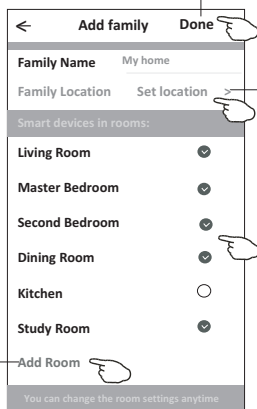 Add family Done
Family Name My home
Family Location Set location >
Smart devices in rooms:
Living Room
Master Bedroom
Second Bedroom
Dining Room
Kitchen
Study Room
Add Room
You can change the room settings anytime